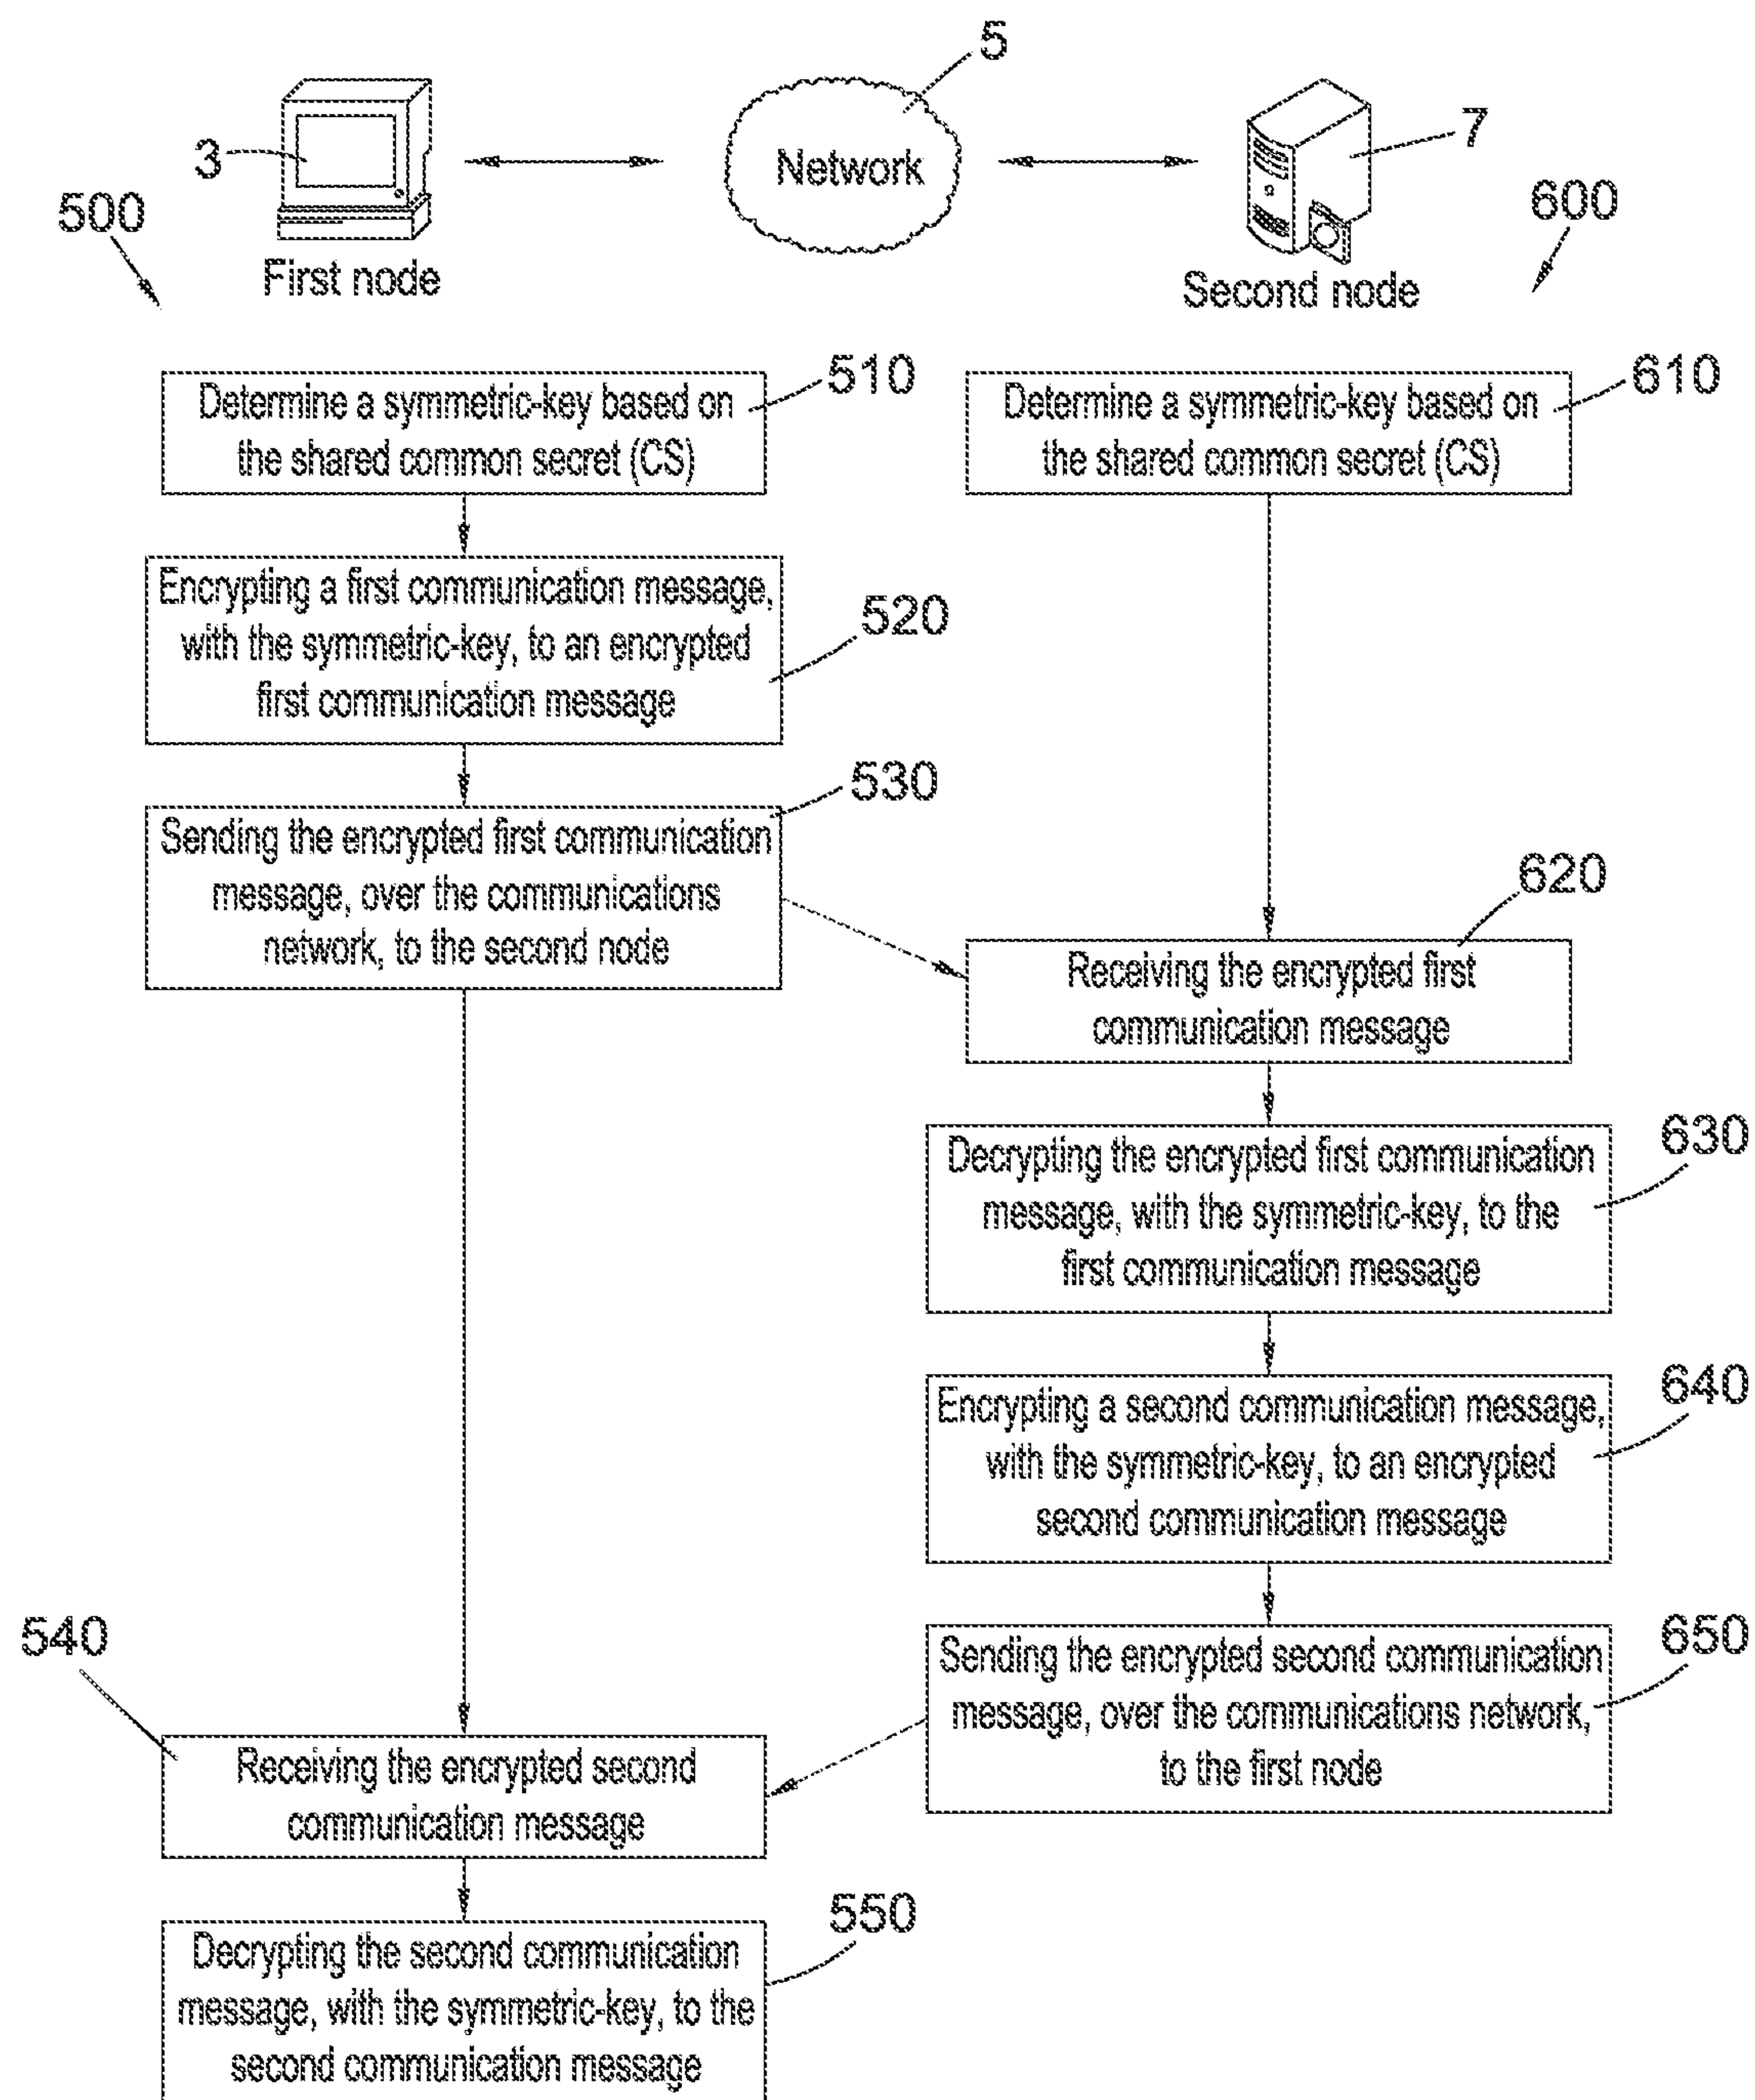 5
3
Network
7
500
600
First node
Second node
Determine a symmetric-key based on
the shared common secret (CS)
510
Determine a symmetric-key based on
the shared common secret (CS)
610
Encrypting a first communication message,
with the symmetric-key, to an encrypted
first communication message
520
Sending the encrypted first communication
message, over the communications
network, to the second node
530
620
Receiving the encrypted first
communication message
Decrypting the encrypted first communication
message, with the symmetric-key, to the
first communication message
630
Encrypting a second communication message,
with the symmetric-key, to an encrypted
second communication message
640
Sending the encrypted second communication
message, over the communications network,
to the first node
650
540
Receiving the encrypted second
communication message
Decrypting the second communication
message, with the symmetric-key, to the
second communication message
550